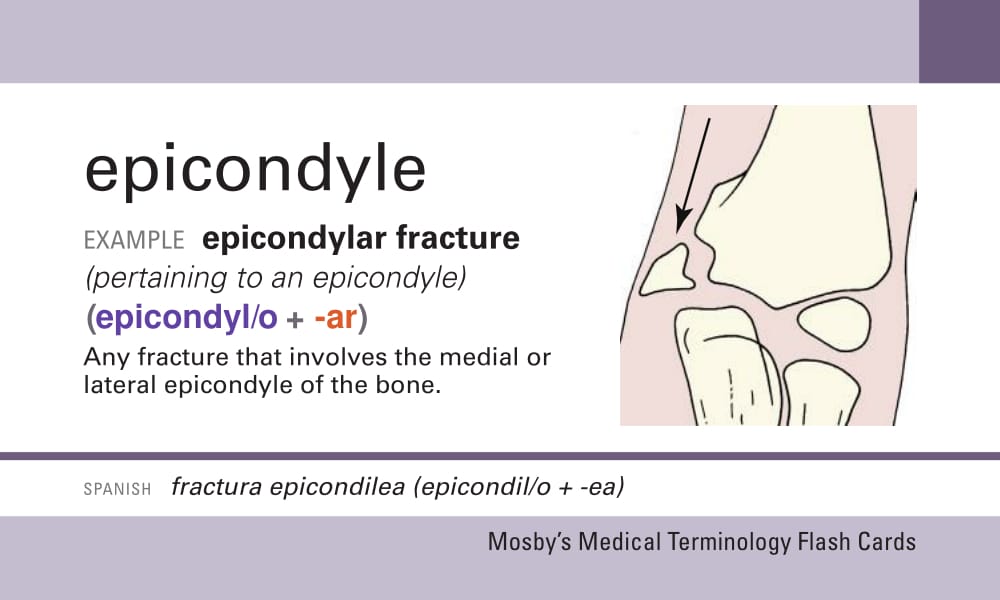 epicondyle
EXAMPLE epicondylar fracture
(pertaining to an epicondyle)
(epicondyl/o + -ar)
Any fracture that involves the medial or
lateral epicondyle of the bone.
SPANISH fractura epicondilea (epicondil/o + -ea)
Mosby's Medical Terminology Flash Cards